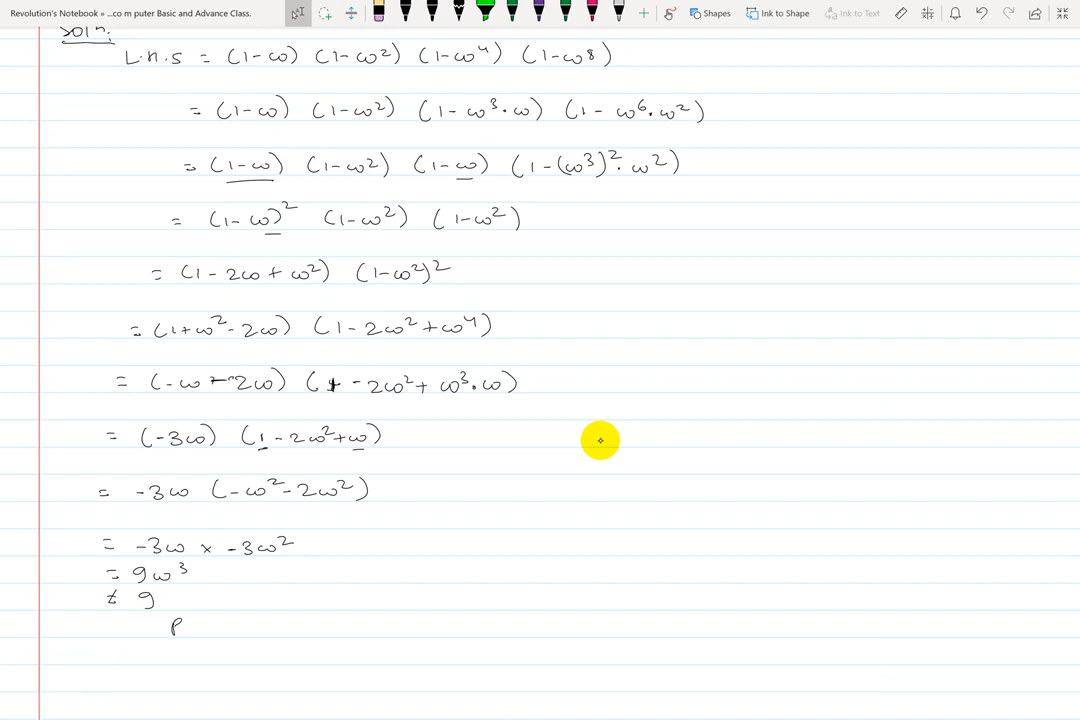 Revolution's Notebook » ...co m puter Basic and Advance Class.
Shapes
Ink to Shape
Ink to Text
Solⁿ:
L.H.S = (1-ω) (1-ω²) (1-ω⁴) (1-ω⁸)
= (1-ω) (1-ω²) (1-ω³.ω) (1-ω⁶.ω²)
= (1-ω) (1-ω²) (1-ω) (1-(ω³)².ω²)
= (1-ω)² (1-ω²) (1-ω²)
= (1-2ω+ω²) (1-ω²)²
= (1+ω²-2ω) (1-2ω²+ω⁴)
= (-ω-2ω) (1-2ω²+ω³.ω)
= (-3ω) (1-2ω²+ω)
= -3ω (-ω²-2ω²)
= -3ω × -3ω²
= 9ω³
= 9
P